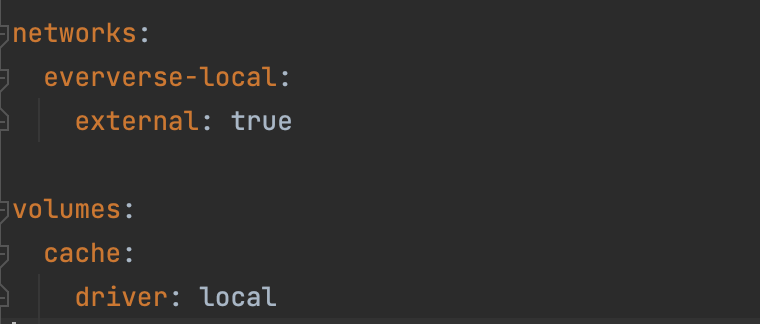 networks:
  eververse-local:
    external: true

volumes:
  cache:
    driver: local